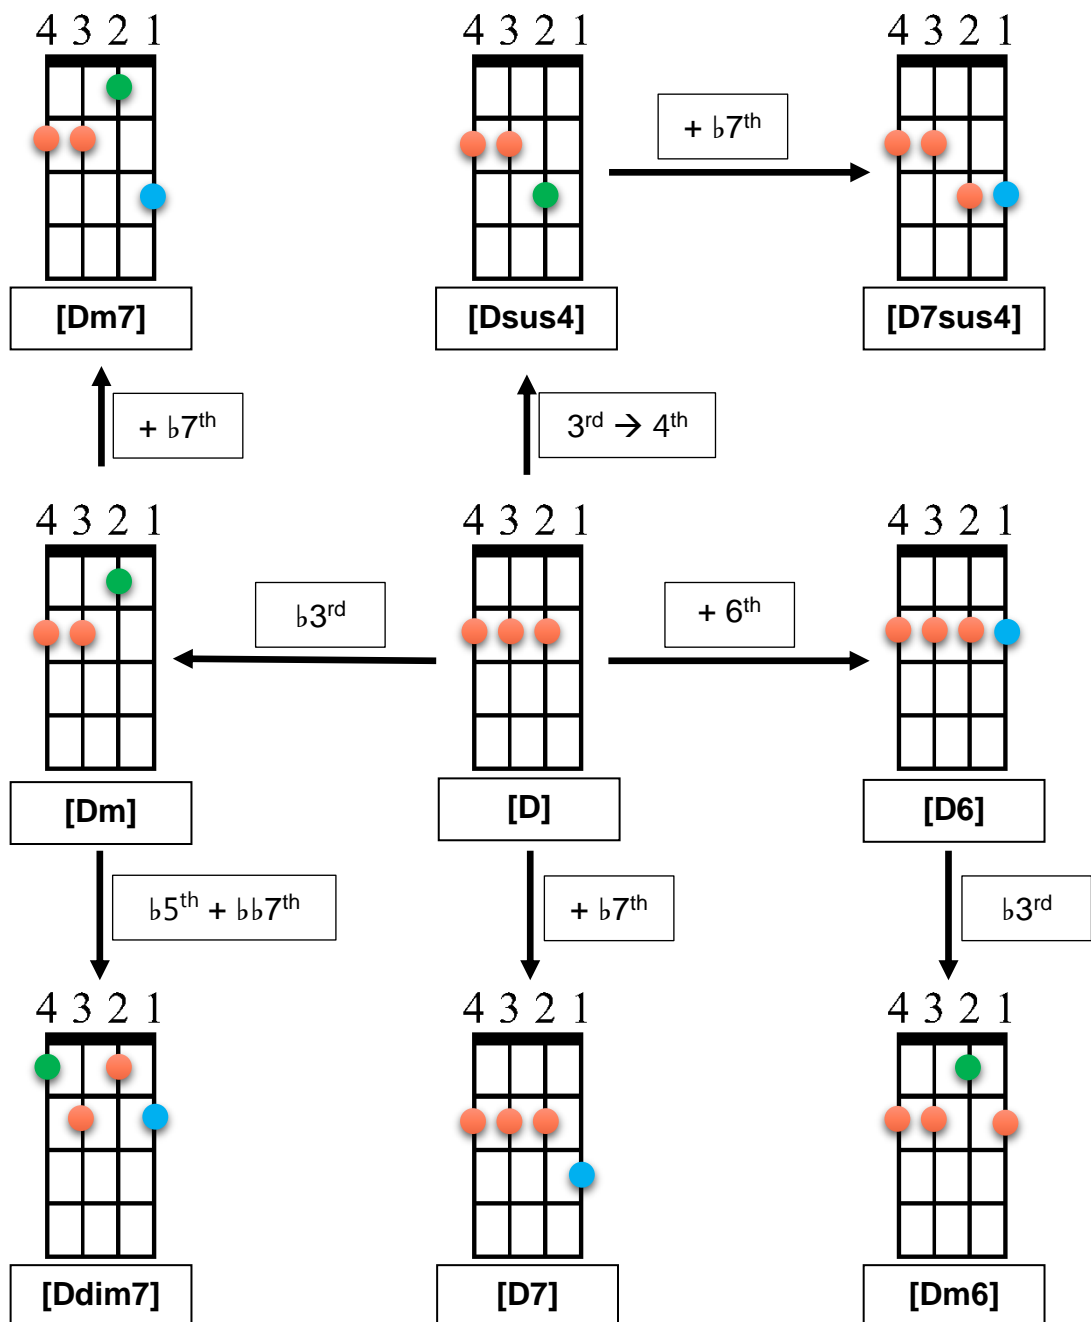 4 3 2 1
4 3 2 1
4 3 2 1
+ ♭7th
[Dm7]
[Dsus4]
[D7sus4]
+ ♭7th
3rd → 4th
4 3 2 1
4 3 2 1
4 3 2 1
♭3rd
+ 6th
[Dm]
[D]
[D6]
♭5th + ♭♭7th
+ ♭7th
♭3rd
4 3 2 1
4 3 2 1
4 3 2 1
[Ddim7]
[D7]
[Dm6]